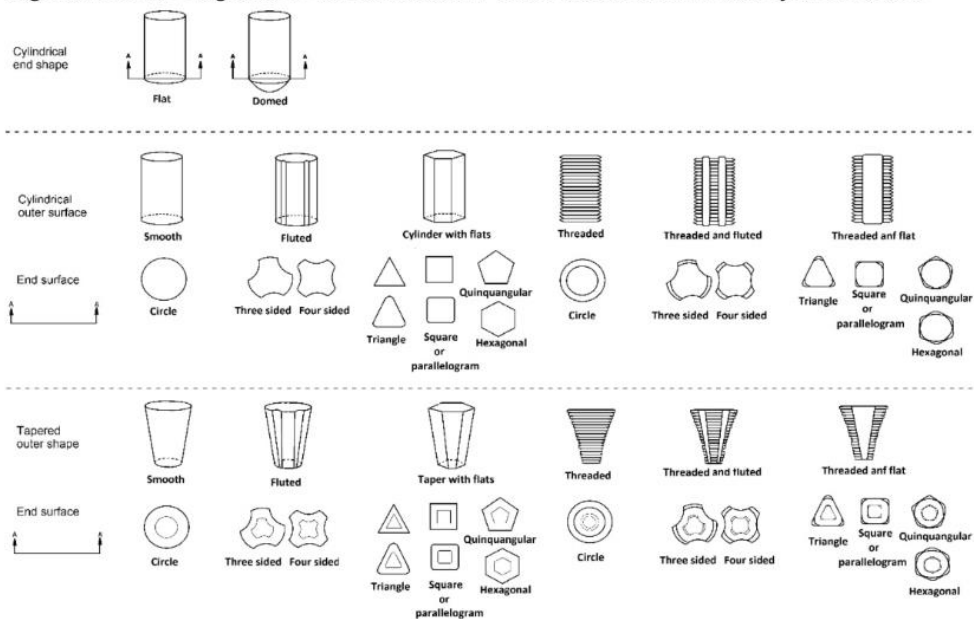 Cylindrical
end shape
A A A A
Flat Domed
Cylindrical
outer surface
Smooth Fluted Cylinder with flats Threaded Threaded and fluted Threaded anf flat
End surface
A A
Circle Three sided Four sided Triangle Square
or
parallelogram Quinquangular
Hexagonal Circle Three sided Four sided Triangle Square
or
parallelogram Quinquangular
Hexagonal
Tapered
outer shape
Smooth Fluted Taper with flats Threaded Threaded and fluted Threaded anf flat
End surface
A A
Circle Three sided Four sided Triangle Square
or
parallelogram Quinquangular
Hexagonal Circle Three sided Four sided Triangle Square
or
parallelogram Quinquangular
Hexagonal